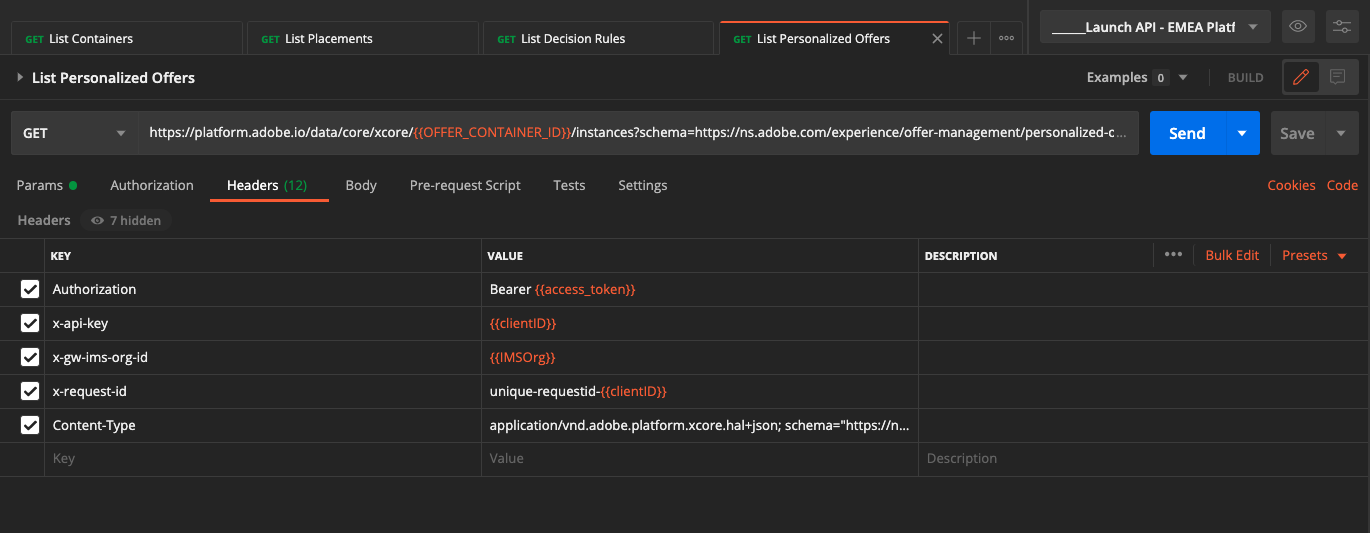 GET List Containers
GET List Placements
GET List Decision Rules
GET List Personalized Offers
_____Launch API - EMEA Platf
List Personalized Offers
Examples 0
BUILD
GET
https://platform.adobe.io/data/core/xcore/{{OFFER_CONTAINER_ID}}/instances?schema=https://ns.adobe.com/experience/offer-management/personalized-c...
Send
Save
Params
Authorization
Headers (12)
Body
Pre-request Script
Tests
Settings
Cookies
Code
Headers
7 hidden
KEY
VALUE
DESCRIPTION
Bulk Edit
Presets
Authorization
Bearer {{access_token}}
x-api-key
{{clientID}}
x-gw-ims-org-id
{{IMSOrg}}
x-request-id
unique-requestid-{{clientID}}
Content-Type
application/vnd.adobe.platform.xcore.hal+json; schema="https://n...
Key
Value
Description